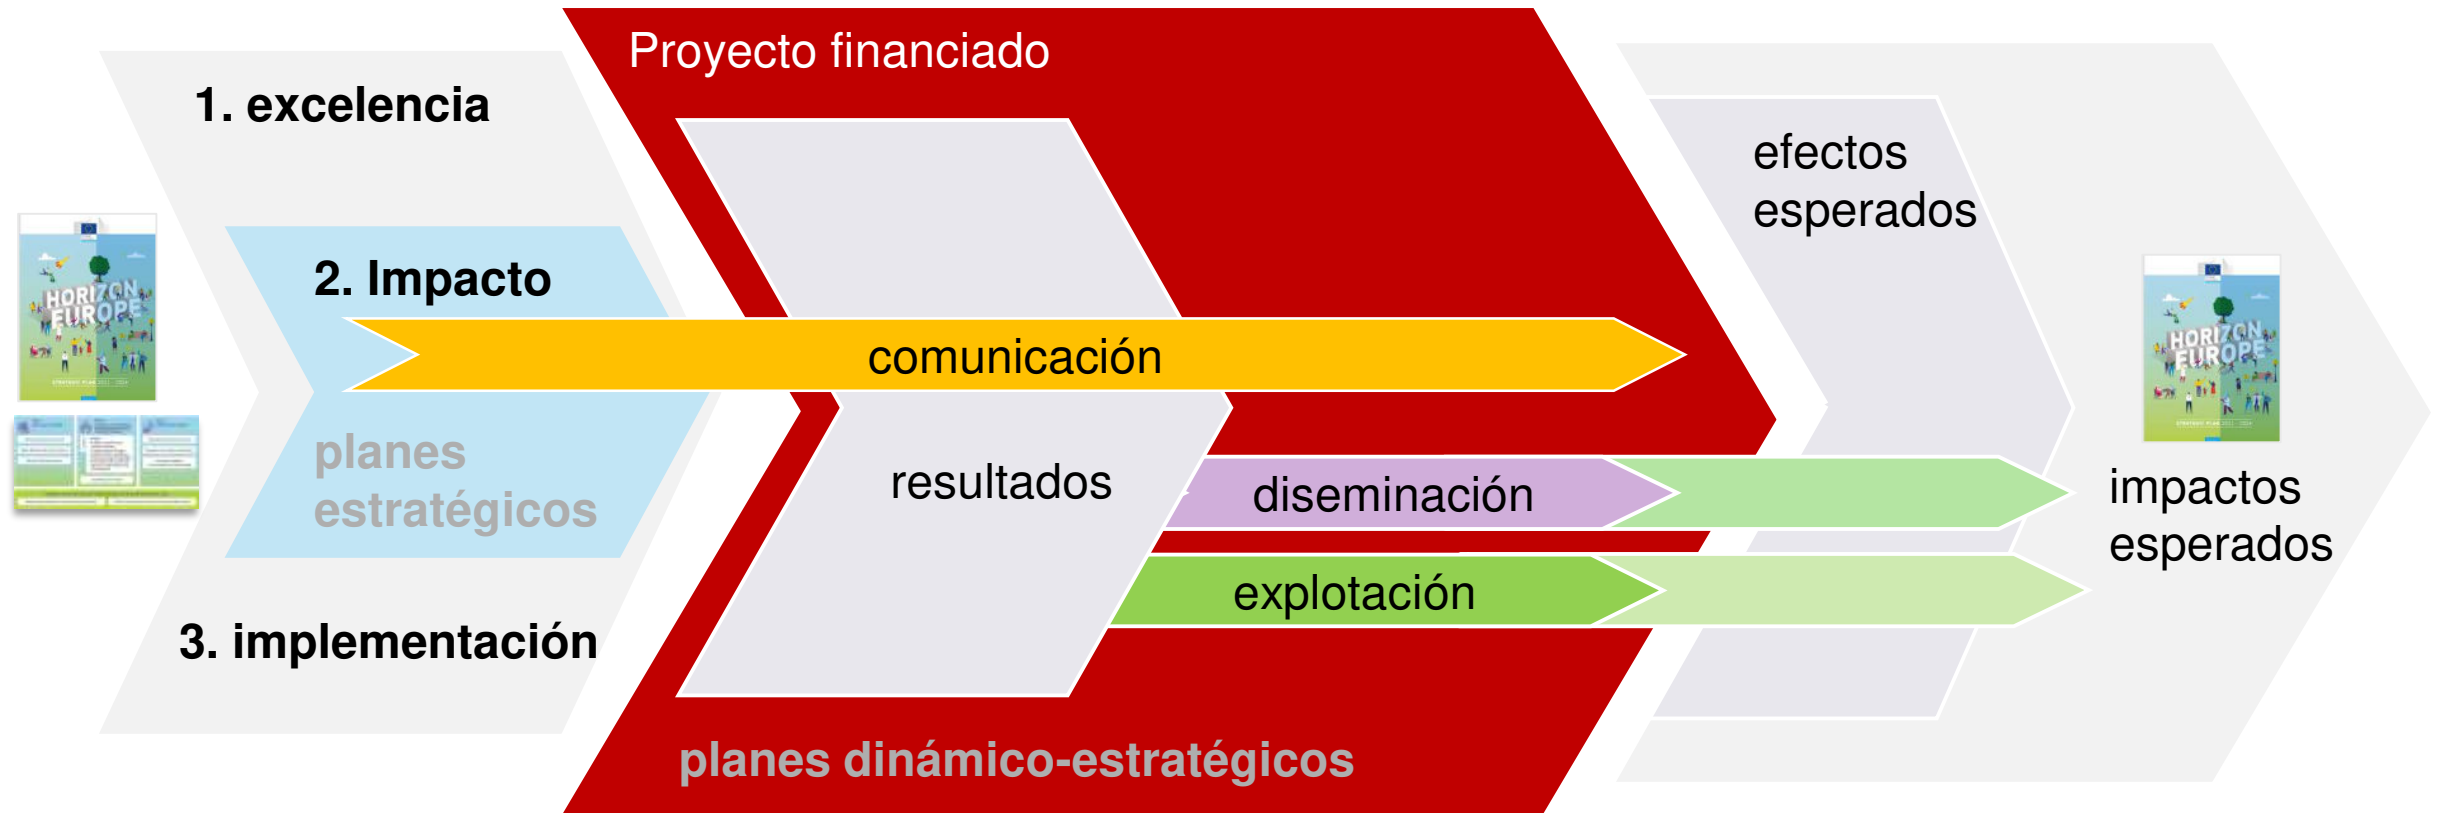 Proyecto financiado
1. excelencia
efectos
esperados
2. Impacto
HORIZON
EUROPE
HORIZON
EUROPE
comunicación
planes
estratégicos
resultados
diseminación
impactos
esperados
explotación
3. implementación
planes dinámico-estratégicos